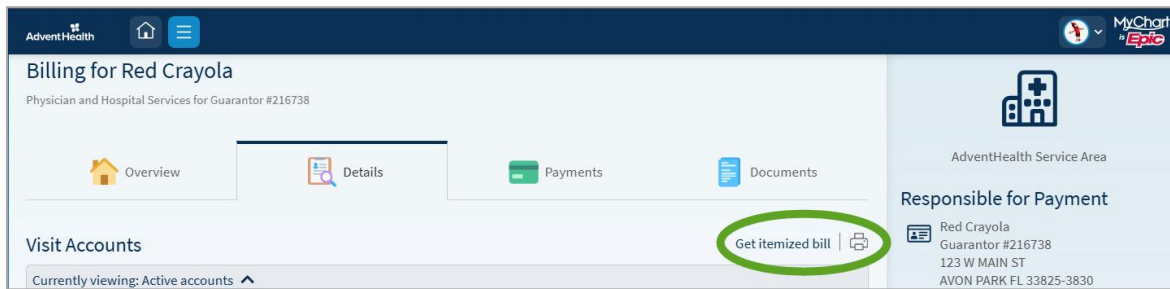 AdventHealth
MyChart
is Epic
Billing for Red Crayola
Physician and Hospital Services for Guarantor #216738
Overview
Details
Payments
Documents
Visit Accounts
Get itemized bill
Currently viewing: Active accounts
AdventHealth Service Area
Responsible for Payment
Red Crayola
Guarantor #216738
123 W MAIN ST
AVON PARK FL 33825-3830